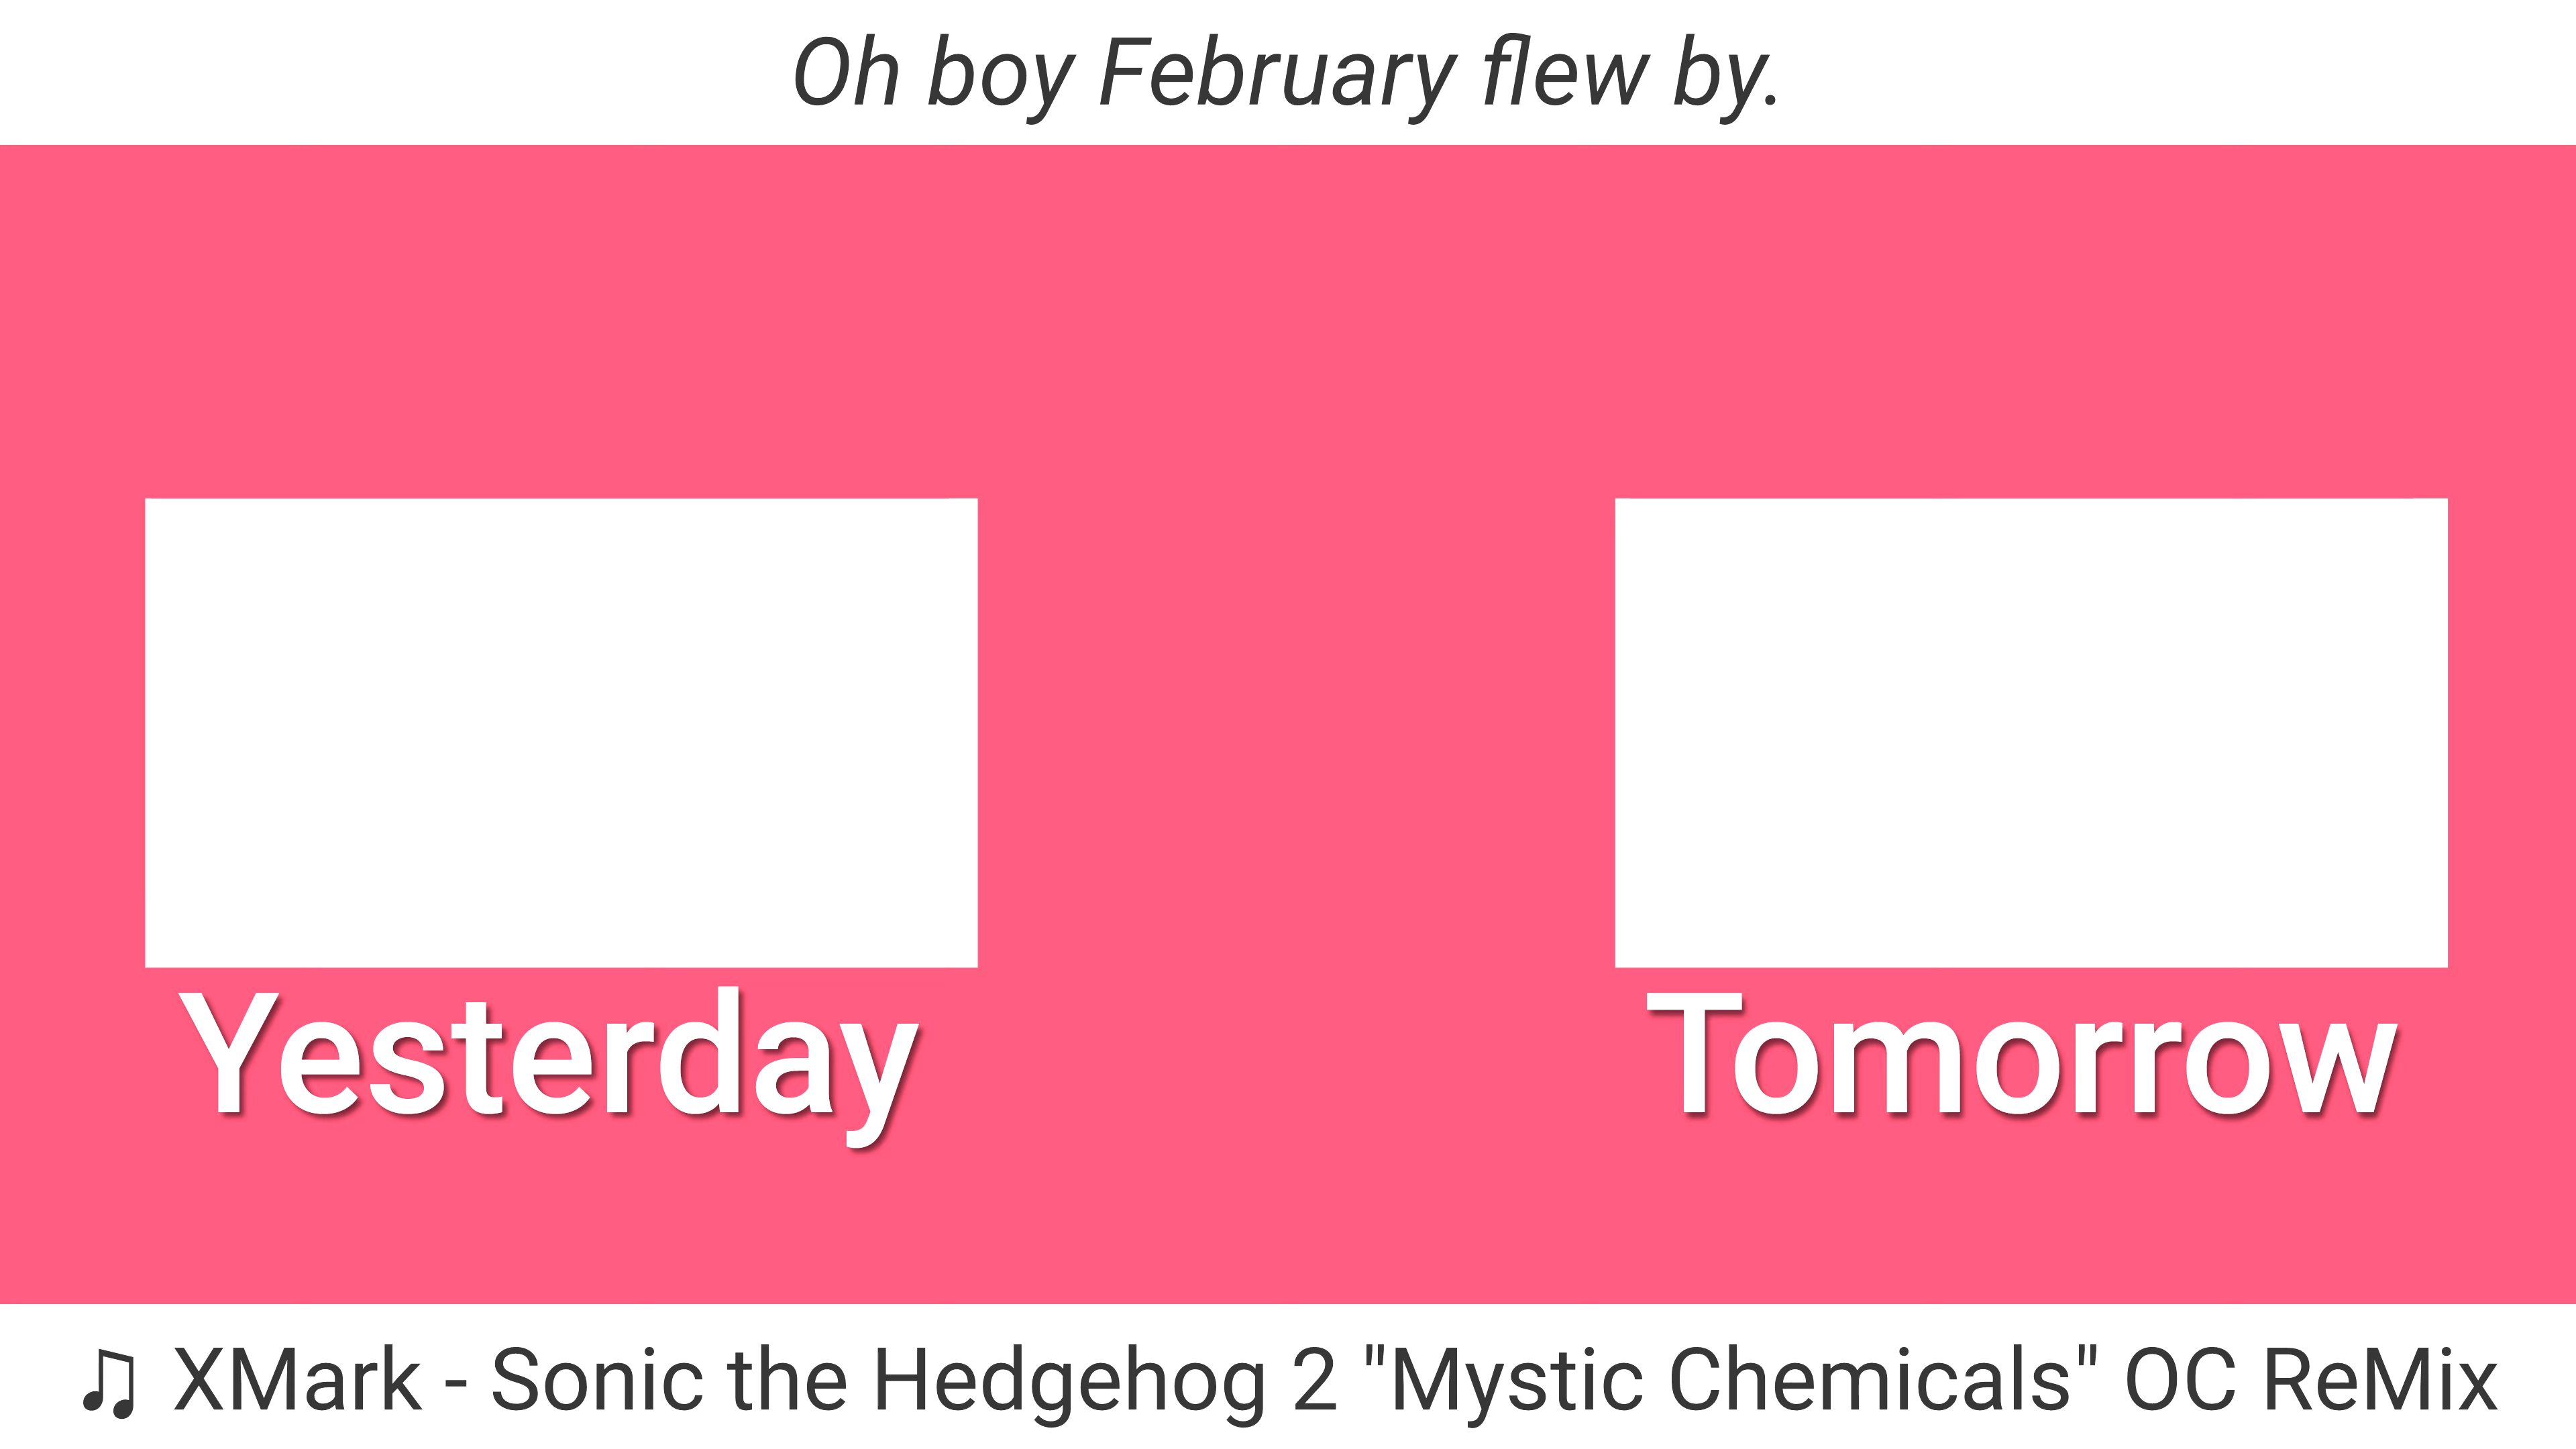 Oh boy February flew by.
Yesterday
Tomorrow
♫ XMark - Sonic the Hedgehog 2 "Mystic Chemicals" OC ReMix